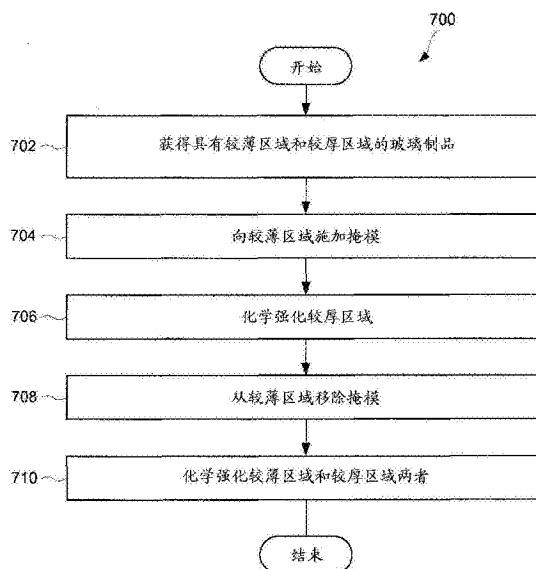 700
开始
702
获得具有较薄区域和较厚区域的玻璃制品
704
向较薄区域施加掩模
706
化学强化较厚区域
708
从较薄区域移除掩模
710
化学强化较薄区域和较厚区域两者
结束